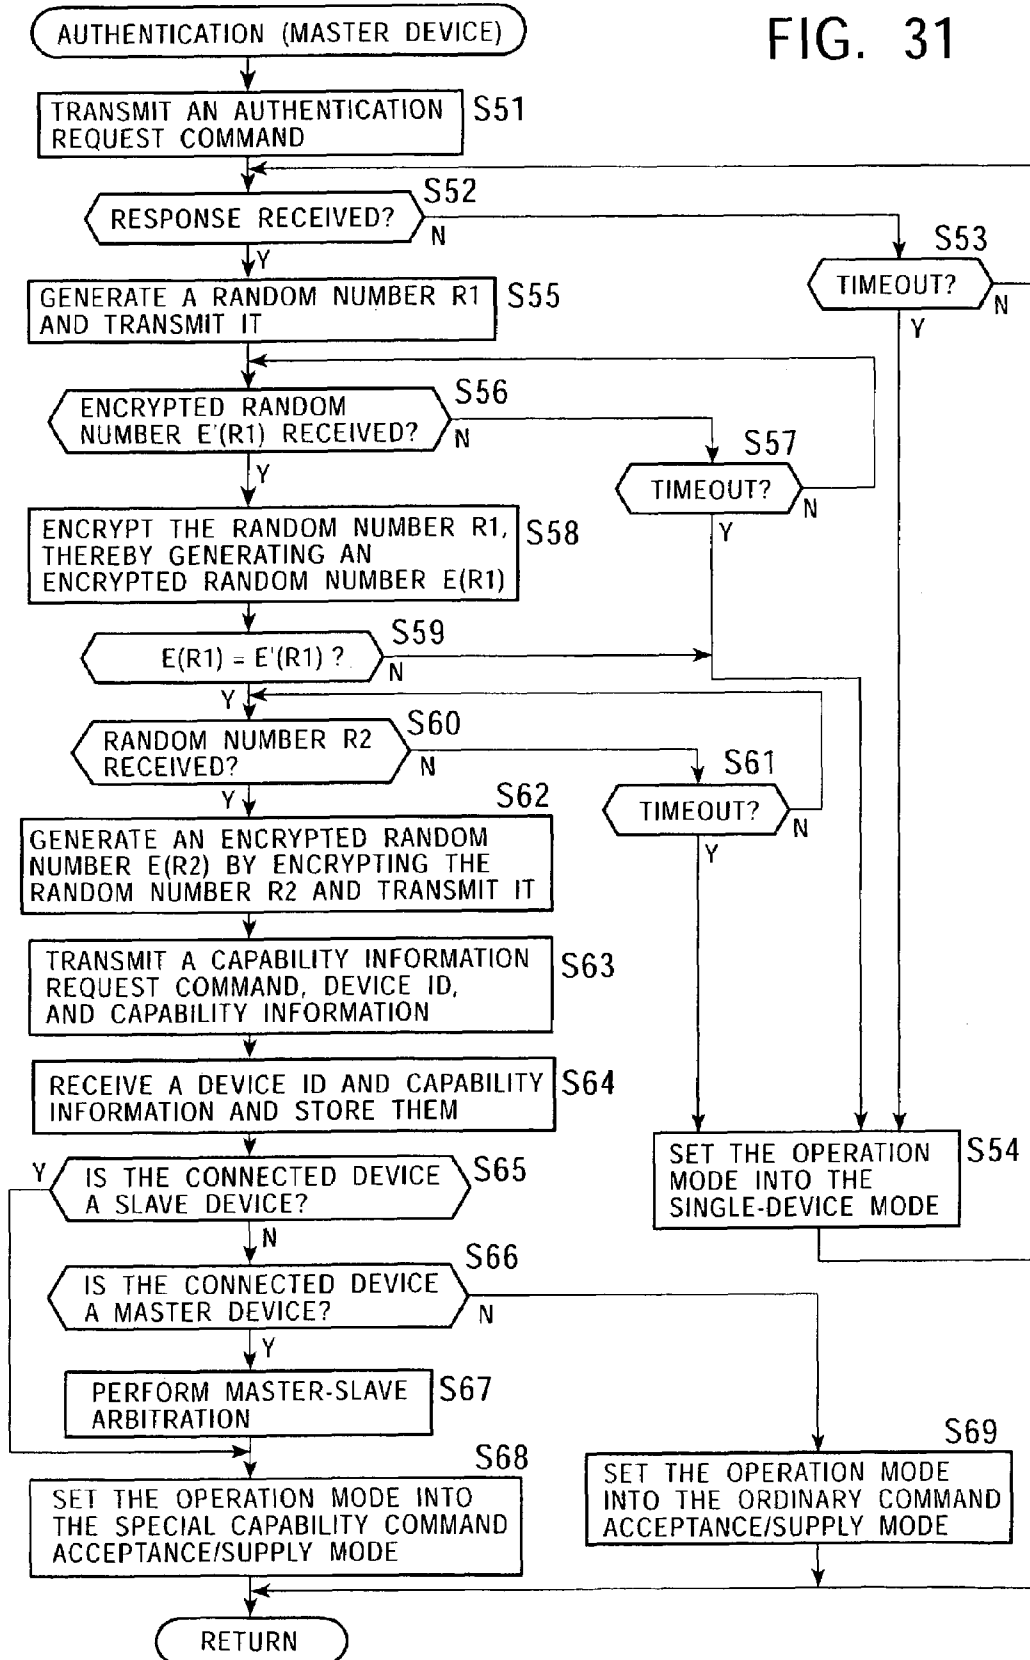 FIG. 31
AUTHENTICATION (MASTER DEVICE)
TRANSMIT AN AUTHENTICATION
REQUEST COMMAND
S51
RESPONSE RECEIVED?
S52
N
Y
S53
TIMEOUT?
N
Y
GENERATE A RANDOM NUMBER R1
AND TRANSMIT IT
S55
ENCRYPTED RANDOM
NUMBER E'(R1) RECEIVED?
S56
N
Y
S57
TIMEOUT?
N
Y
ENCRYPT THE RANDOM NUMBER R1,
THEREBY GENERATING AN
ENCRYPTED RANDOM NUMBER E(R1)
S58
E(R1) = E'(R1) ?
S59
N
Y
RANDOM NUMBER R2
RECEIVED?
S60
N
Y
S61
TIMEOUT?
N
Y
S62
GENERATE AN ENCRYPTED RANDOM
NUMBER E(R2) BY ENCRYPTING THE
RANDOM NUMBER R2 AND TRANSMIT IT
TRANSMIT A CAPABILITY INFORMATION
REQUEST COMMAND, DEVICE ID,
AND CAPABILITY INFORMATION
S63
RECEIVE A DEVICE ID AND CAPABILITY
INFORMATION AND STORE THEM
S64
SET THE OPERATION
MODE INTO THE
SINGLE-DEVICE MODE
S54
Y
IS THE CONNECTED DEVICE
A SLAVE DEVICE?
S65
N
IS THE CONNECTED DEVICE
A MASTER DEVICE?
S66
N
Y
PERFORM MASTER-SLAVE
ARBITRATION
S67
S68
SET THE OPERATION MODE INTO
THE SPECIAL CAPABILITY COMMAND
ACCEPTANCE/SUPPLY MODE
S69
SET THE OPERATION MODE
INTO THE ORDINARY COMMAND
ACCEPTANCE/SUPPLY MODE
RETURN